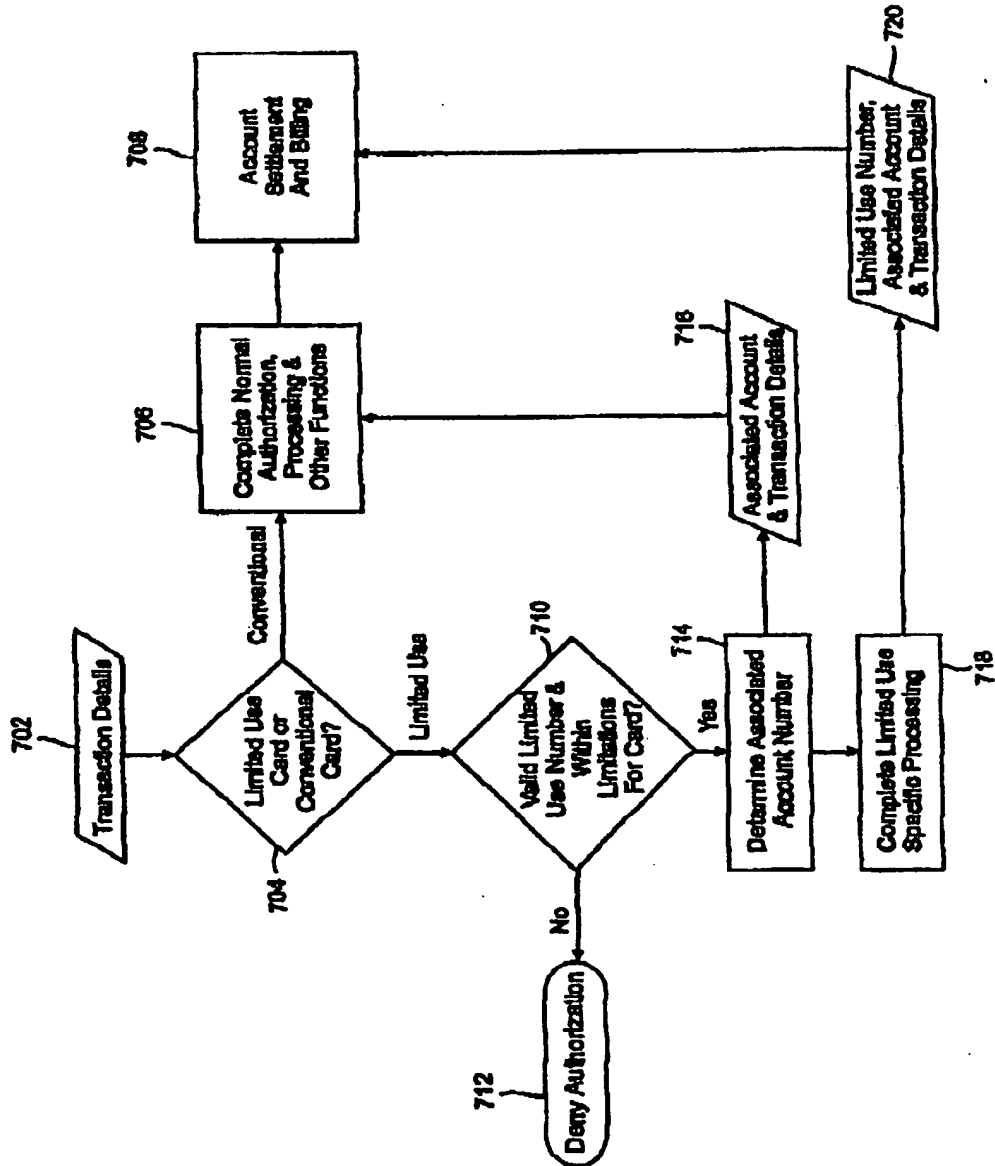 702
Transaction Details
704
Limited Use
Card or
Conventional
Card?
Conventional
706
Complete Normal
Authorization,
Processing &
Other Functions
708
Account
Settlement
And Billing
Limited Use
710
Valid Limited
Use Number &
Within
Limitations
For Card?
No
712
Deny Authorization
Yes
714
Determine Associated
Account Number
716
Associated Account
& Transaction Details
Complete Limited Use
Specific Processing
718
720
Limited Use Number,
Associated Account
& Transaction Details